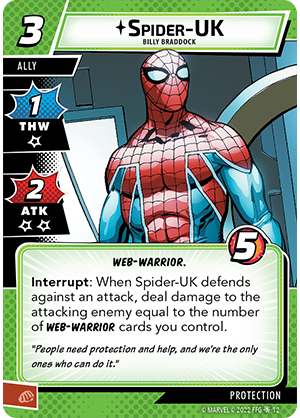 3
Spider-UK
BILLY BRADDOCK
ALLY
1
THW
2
ATK
5
WEB-WARRIOR.
Interrupt: When Spider-UK defends
against an attack, deal damage to the
attacking enemy equal to the number
of WEB-WARRIOR cards you control.
"People need protection and help, and we're the only
ones who can do it."
PROTECTION
© MARVEL © 2022 FFG 12